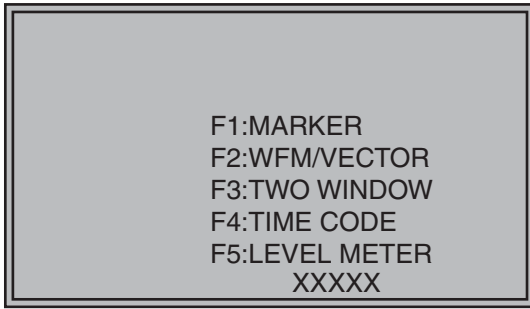 F1:MARKER
F2:WFM/VECTOR
F3:TWO WINDOW
F4:TIME CODE
F5:LEVEL METER
XXXXX